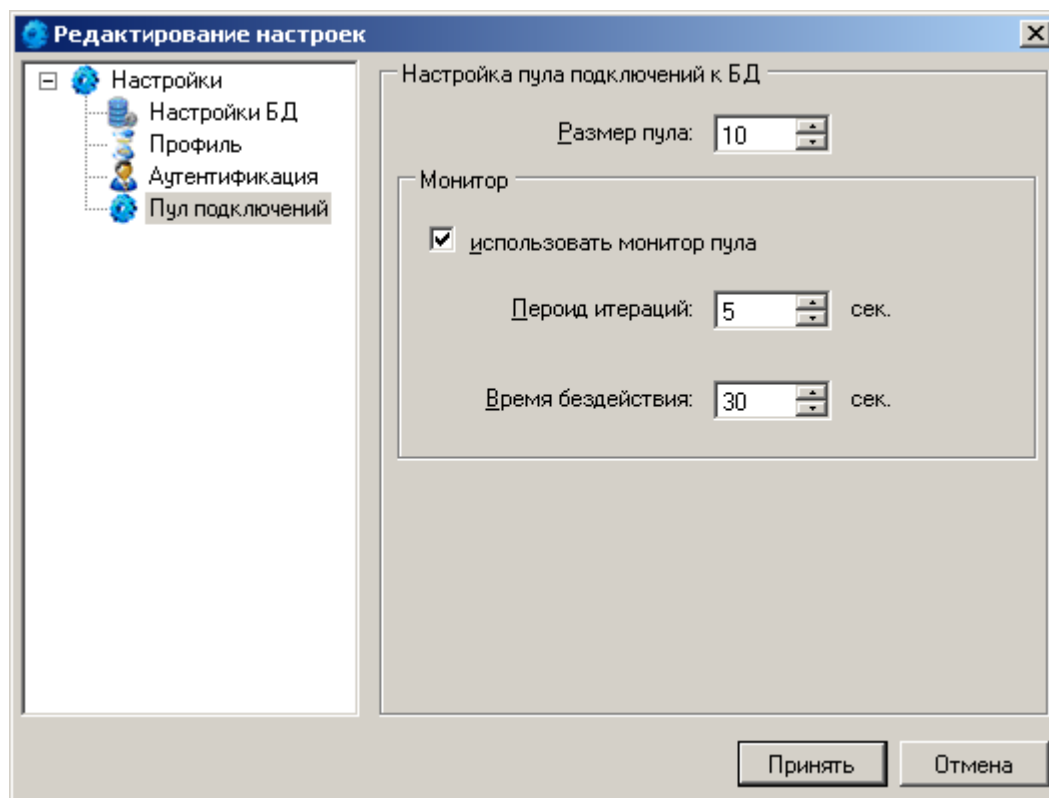 Редактирование настроек
Настройки
Настройки БД
Профиль
Аутентификация
Пул подключений
Настройка пула подключений к БД
Размер пула: 10
Монитор
использовать монитор пула
Пероид итераций: 5 сек.
Время бездействия: 30 сек.
Принять Отмена